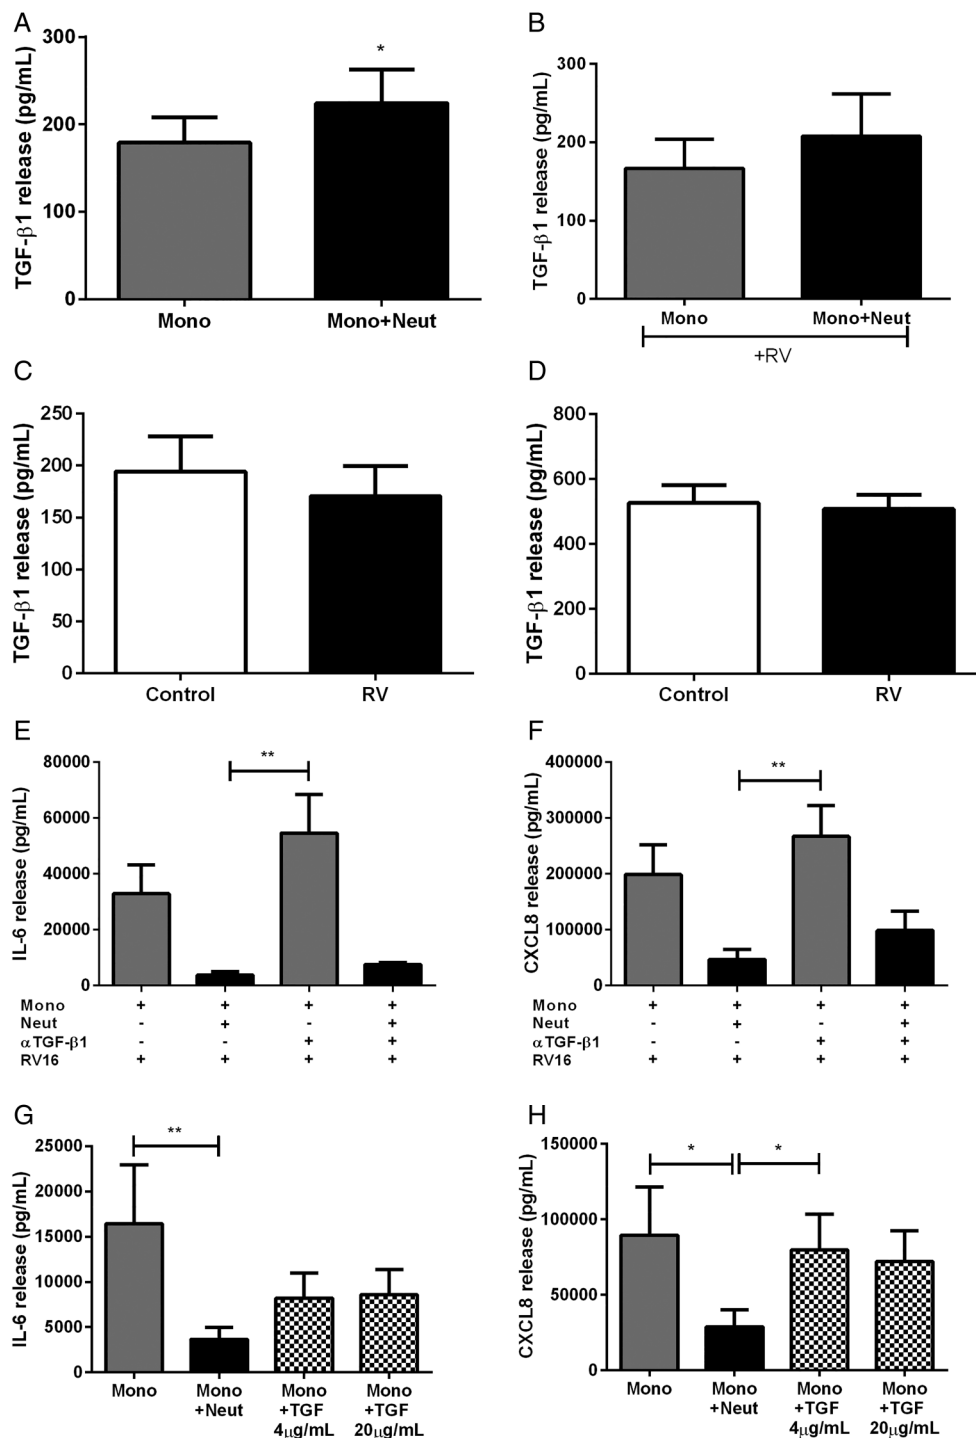 A
TGF-β1 release (pg/mL)
300
200
100
0
*
Mono
Mono+Neut
B
TGF-β1 release (pg/mL)
300
200
100
0
Mono
Mono+Neut
+RV
C
TGF-β1 release (pg/mL)
250
200
150
100
50
0
Control
RV
D
TGF-β1 release (pg/mL)
800
600
400
200
0
Control
RV
E
IL-6 release (pg/mL)
80000
60000
40000
20000
0
**
Mono + + + +
Neut - + - +
αTGF-β1 - - + +
RV16 + + + +
F
CXCL8 release (pg/mL)
400000
300000
200000
100000
0
**
+ + + +
- + - +
- - + +
+ + + +
G
IL-6 release (pg/mL)
25000
20000
15000
10000
5000
0
**
Mono
Mono
+Neut
Mono
+TGF
4μg/mL
Mono
+TGF
20μg/mL
H
CXCL8 release (pg/mL)
150000
100000
50000
0
*
*
Mono
Mono
+Neut
Mono
+TGF
4μg/mL
Mono
+TGF
20μg/mL